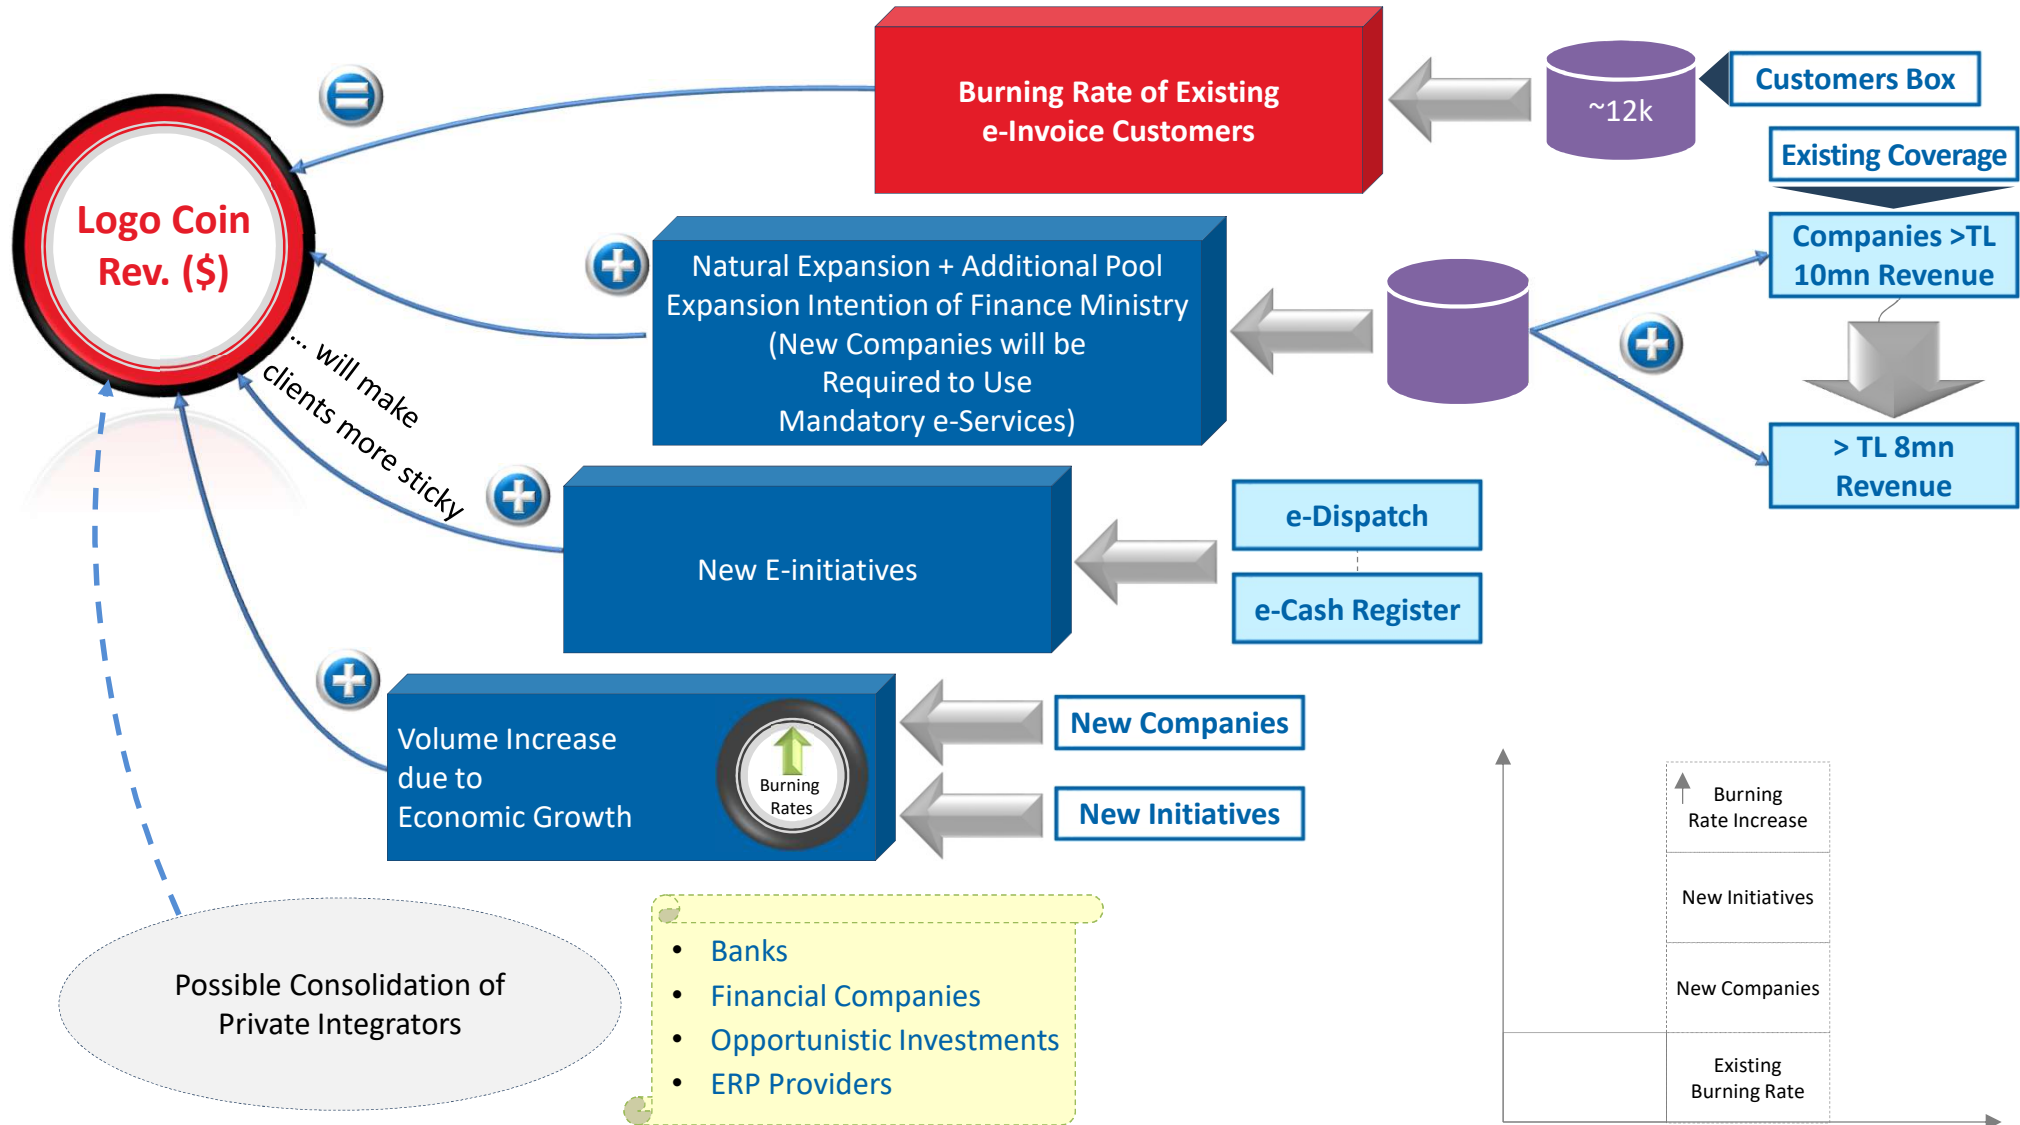 Burning Rate of Existing
e-Invoice Customers
~12k
Customers Box
Existing Coverage
Companies >TL
10mn Revenue
> TL 8mn
Revenue
Logo Coin
Rev. ($)
Natural Expansion + Additional Pool
Expansion Intention of Finance Ministry
(New Companies will be
Required to Use
Mandatory e-Services)
... will make
clients more sticky
New E-initiatives
e-Dispatch
e-Cash Register
Volume Increase
due to
Economic Growth
Burning
Rates
New Companies
New Initiatives
Possible Consolidation of
Private Integrators
• Banks
• Financial Companies
• Opportunistic Investments
• ERP Providers
Burning
Rate Increase
New Initiatives
New Companies
Existing
Burning Rate